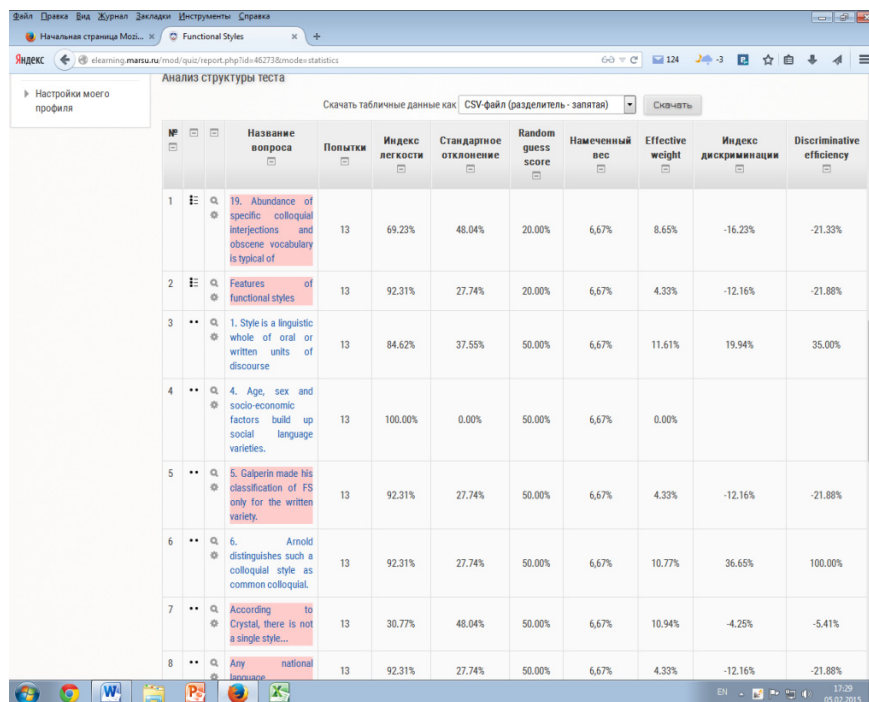 Файл Правка Вид Журнал Закладки Инструменты Справка
Начальная страница Mozi... × Functional Styles × +
Яндекс elearning.marsu.ru/mod/quiz/report.php?id=46273&mode=statistics 124 -3
Анализ структуры теста
Настройки моего
профиля
Скачать табличные данные как CSV-файл (разделитель - запятая) Скачать
№ Название вопроса Попытки Индекс легкости Стандартное отклонение Random guess score Намеченный вес Effective weight Индекс дискриминации Discriminative efficiency
1 19. Abundance of
specific colloquial
interjections and
obscene vocabulary
is typical of
13 69.23% 48.04% 20.00% 6,67% 8.65% -16.23% -21.33%
2 Features of
functional styles
13 92.31% 27.74% 20.00% 6,67% 4.33% -12.16% -21.88%
3 1. Style is a linguistic
whole of oral or
written units of
discourse
13 84.62% 37.55% 50.00% 6,67% 11.61% 19.94% 35.00%
4 4. Age, sex and
socio-economic
factors build up
social language
varieties.
13 100.00% 0.00% 50.00% 6,67% 0.00%
5 5. Galperin made his
classification of FS
only for the written
variety.
13 92.31% 27.74% 50.00% 6,67% 4.33% -12.16% -21.88%
6 6. Arnold
distinguishes such a
colloquial style as
common colloquial.
13 92.31% 27.74% 50.00% 6,67% 10.77% 36.65% 100.00%
7 According to
Crystal, there is not
a single style...
13 30.77% 48.04% 50.00% 6,67% 10.94% -4.25% -5.41%
8 Any national
language
13 92.31% 27.74% 50.00% 6,67% 4.33% -12.16% -21.88%
EN 17:29
05.02.2015